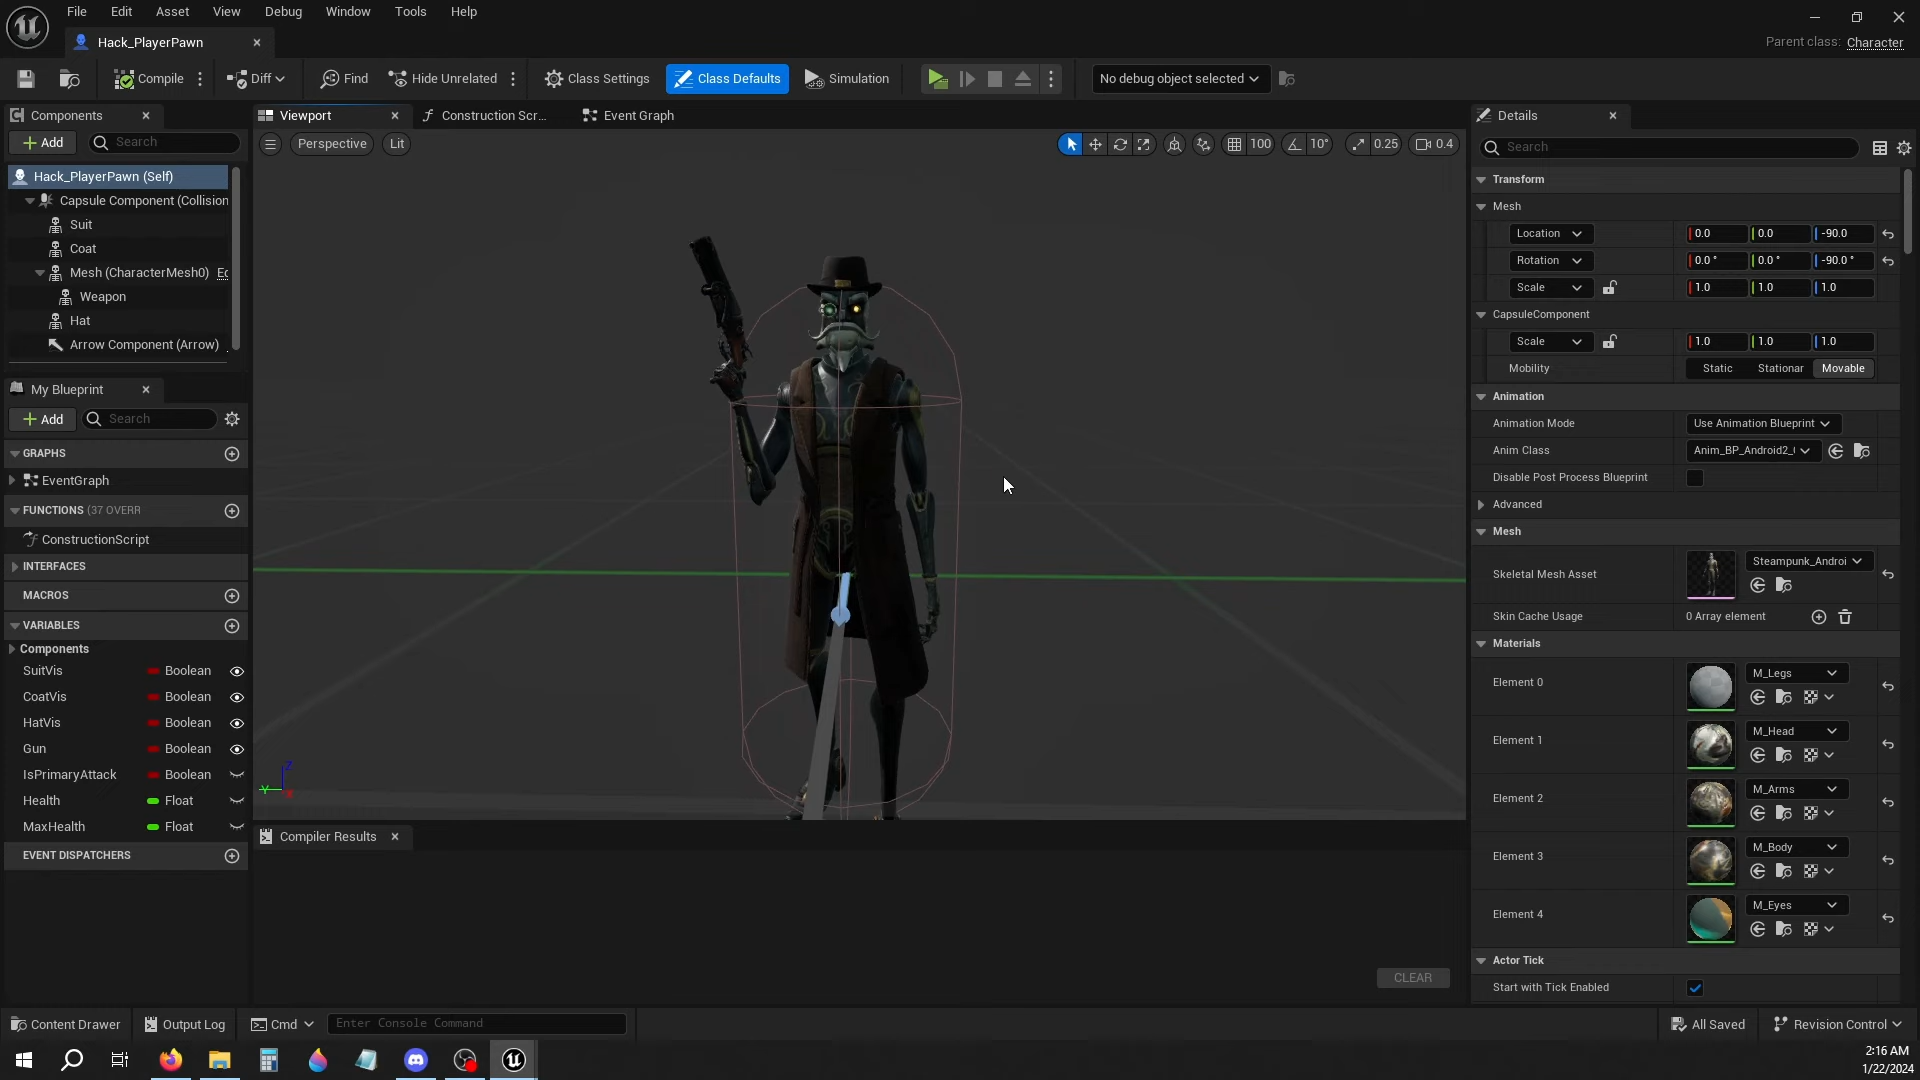 File Edit Asset View Debug Window Tools Help
Hack_PlayerPawn
Parent class: Character
Compile Diff Find Hide Unrelated Class Settings Class Defaults Simulation No debug object selected
Components
Add Search
Hack_PlayerPawn (Self)
Capsule Component (Collision
Suit
Coat
Mesh (CharacterMesh0)
Weapon
Hat
Arrow Component (Arrow)
My Blueprint
Add Search
GRAPHS
EventGraph
FUNCTIONS (37 OVERR
ConstructionScript
INTERFACES
MACROS
VARIABLES
Components
SuitVis Boolean
CoatVis Boolean
HatVis Boolean
Gun Boolean
IsPrimaryAttack Boolean
Health Float
MaxHealth Float
EVENT DISPATCHERS
Viewport Construction Scr... Event Graph
Perspective Lit 100 10° 0.25 0.4
Z
Y
Compiler Results
CLEAR
Details
Search
Transform
Mesh
Location 0.0 0.0 -90.0
Rotation 0.0 ° 0.0 ° -90.0 °
Scale 1.0 1.0 1.0
CapsuleComponent
Scale 1.0 1.0 1.0
Mobility Static Stationar Movable
Animation
Animation Mode Use Animation Blueprint
Anim Class Anim_BP_Android2_
Disable Post Process Blueprint
Advanced
Mesh
Skeletal Mesh Asset Steampunk_Androi
Skin Cache Usage 0 Array element
Materials
Element 0 M_Legs
Element 1 M_Head
Element 2 M_Arms
Element 3 M_Body
Element 4 M_Eyes
Actor Tick
Start with Tick Enabled
Content Drawer Output Log Cmd Enter Console Command All Saved Revision Control
2:16 AM
1/22/2024